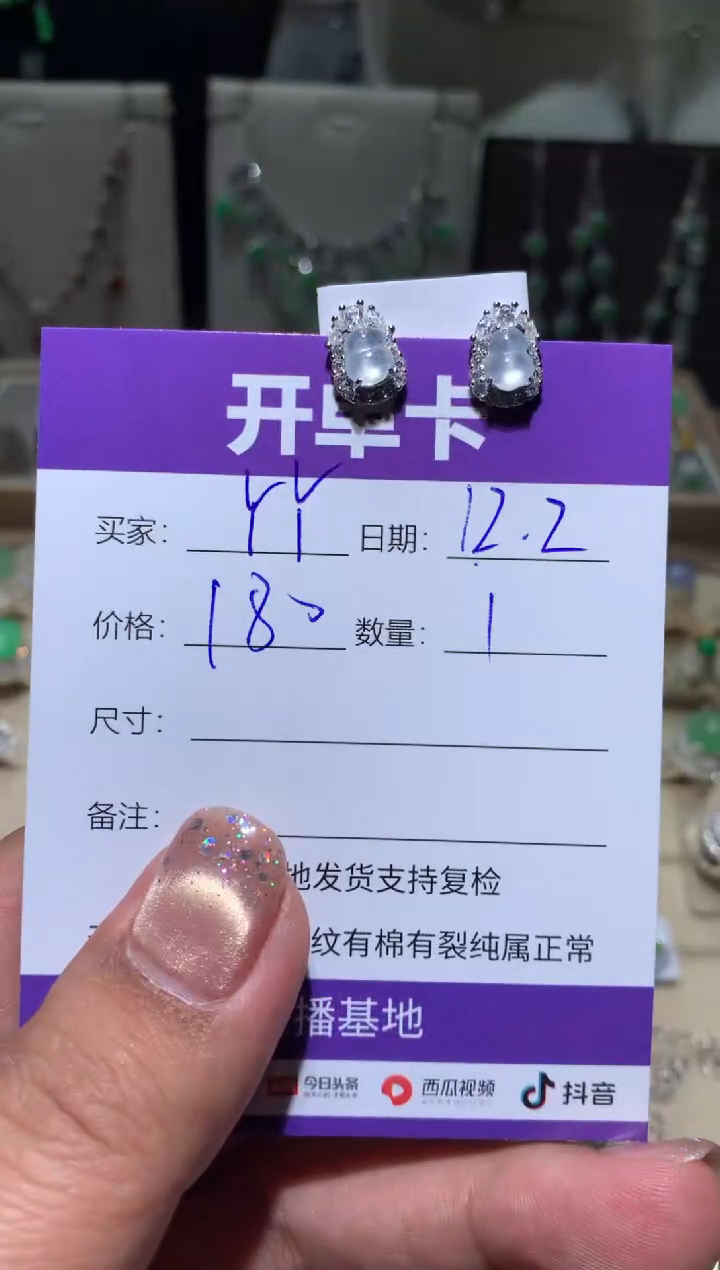 开单卡
买家: YY 日期: 12.2
价格: 180 数量: 1
尺寸:
备注:
地发货支持复检
纹有棉有裂纯属正常
播基地
今日头条 西瓜视频 抖音